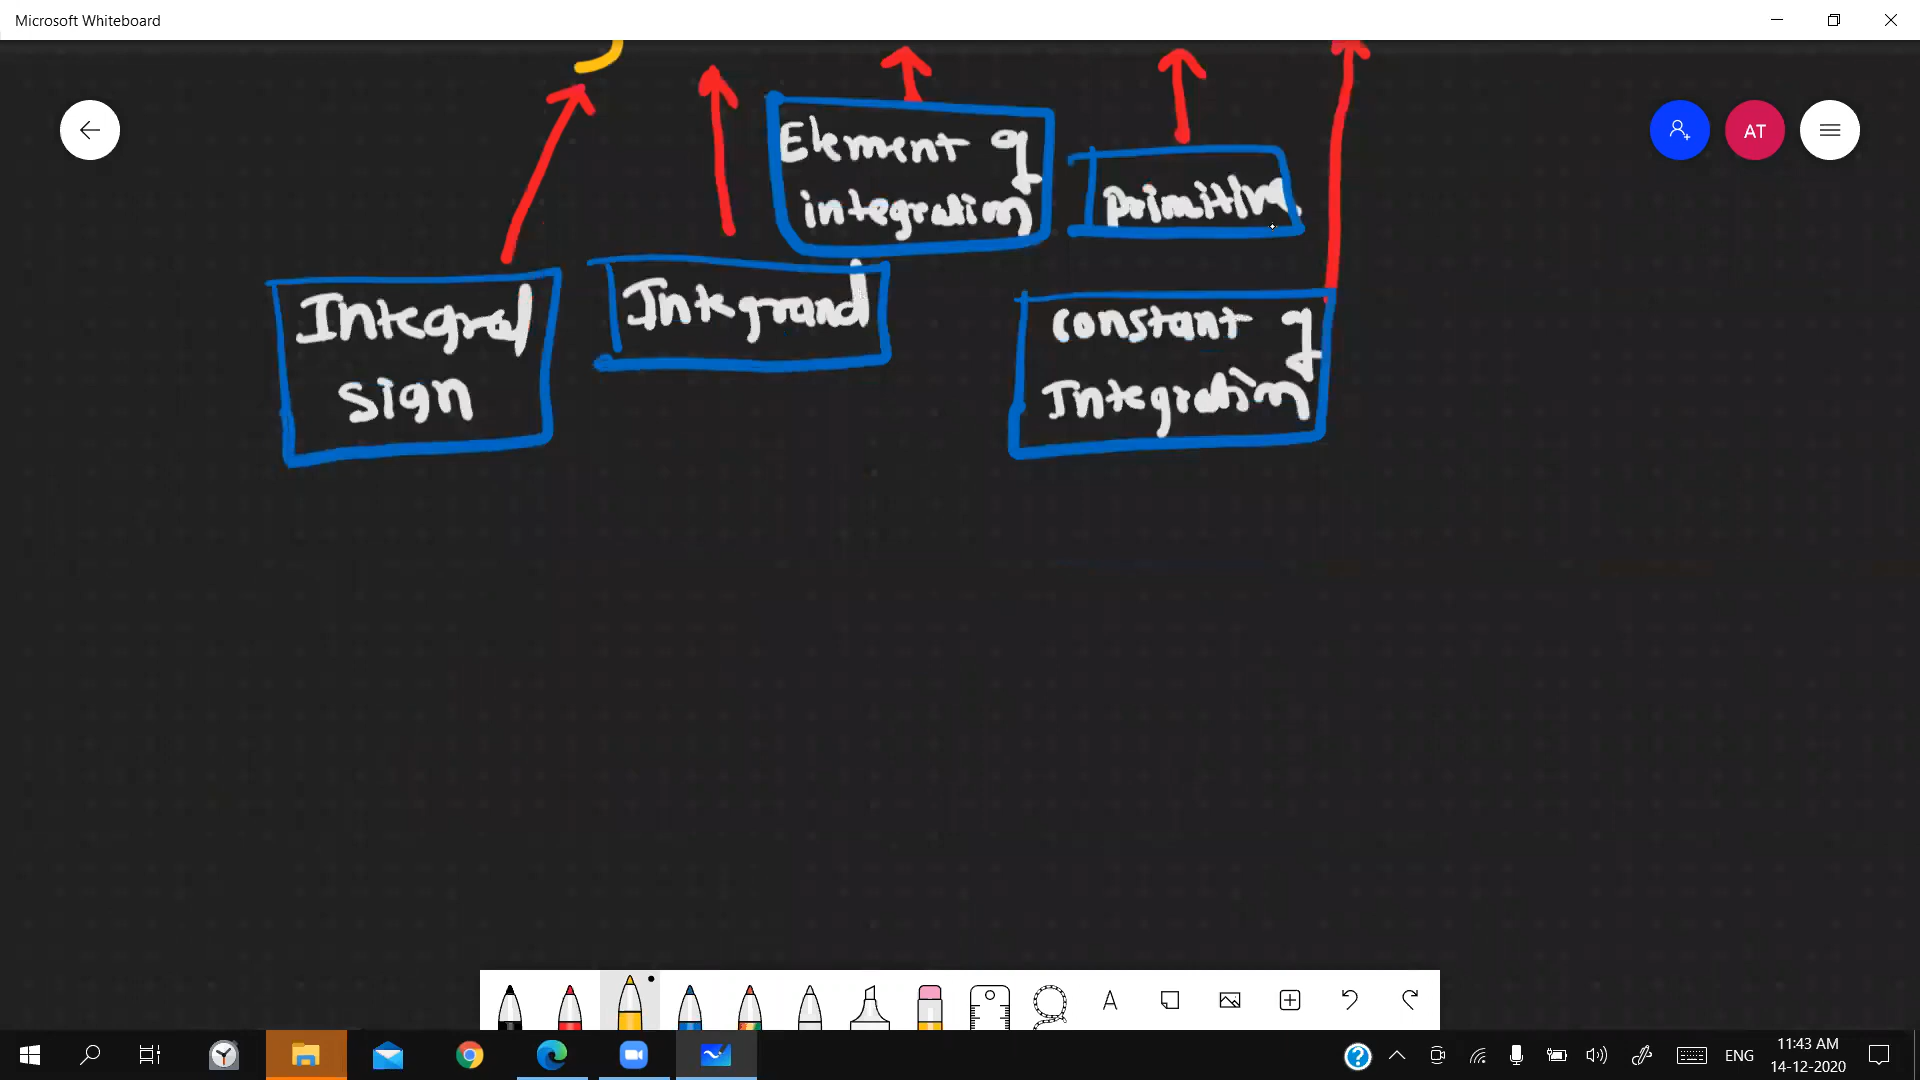 Microsoft Whiteboard
AT
Element of
integration
primitive
Integral
sign
Integrand
constant of
Integration
A
ENG
11:43 AM
14-12-2020